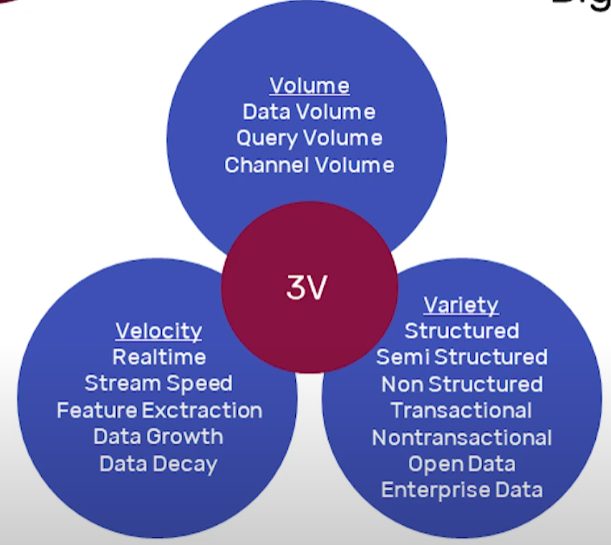 Volume
Data Volume
Query Volume
Channel Volume
3V
Velocity
Realtime
Stream Speed
Feature Exctraction
Data Growth
Data Decay
Variety
Structured
Semi Structured
Non Structured
Transactional
Nontransactional
Open Data
Enterprise Data